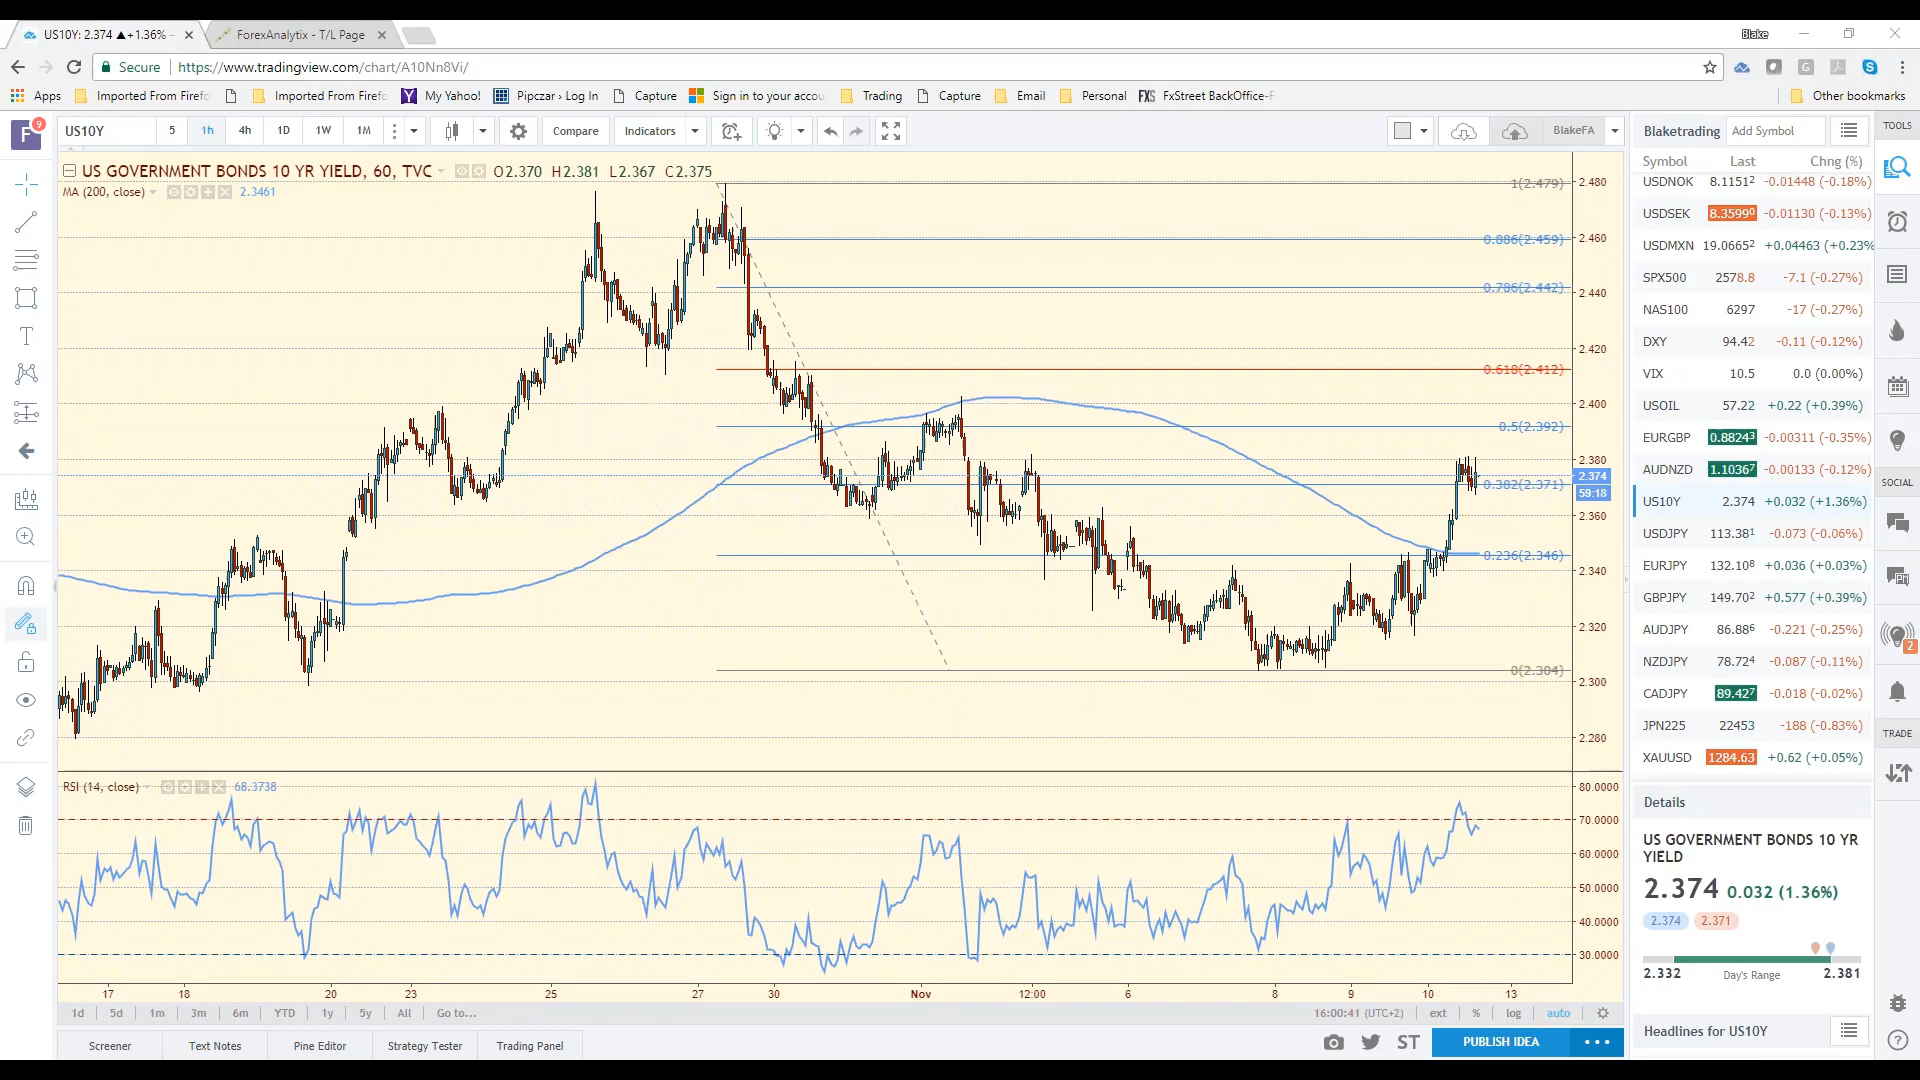 US10Y: 2.374 ▲+1.36% –
ForexAnalytix - T/L Page
Blake
Secure
https://www.tradingview.com/chart/A10Nn8Vi/
Apps
Imported From Firefo
Imported From Firefo
My Yahoo!
Pipczar › Log In
Capture
Sign in to your accou
Trading
Capture
Email
Personal
FXS FxStreet BackOffice-F
Other bookmarks
F 9
US10Y 5 1h 4h 1D 1W 1M
Compare
Indicators
BlakeFA
US GOVERNMENT BONDS 10 YR YIELD, 60, TVC O2.370 H2.381 L2.367 C2.375
MA (200, close) 2.3461
1(2.479)
0.886(2.459)
0.786(2.442)
0.618(2.412)
0.5(2.392)
0.382(2.371)
0.236(2.346)
0(2.304)
2.480
2.460
2.440
2.420
2.400
2.380
2.374
59:18
2.360
2.340
2.320
2.300
2.280
RSI (14, close) 68.3738
80.0000
70.0000
60.0000
50.0000
40.0000
30.0000
17 18 20 23 25 27 30 Nov 12:00 6 8 9 10 13
1d 5d 1m 3m 6m YTD 1y 5y All Go to...
16:00:41 (UTC+2) ext % log auto
Screener
Text Notes
Pine Editor
Strategy Tester
Trading Panel
ST
PUBLISH IDEA
Blaketrading Add Symbol
Symbol Last Chng (%)
USDNOK 8.1151² -0.01448 (-0.18%)
USDSEK 8.3599⁰ -0.01130 (-0.13%)
USDMXN 19.0665² +0.04463 (+0.23%
SPX500 2578.8 -7.1 (-0.27%)
NAS100 6297 -17 (-0.27%)
DXY 94.42 -0.11 (-0.12%)
VIX 10.5 0.0 (0.00%)
USOIL 57.22 +0.22 (+0.39%)
EURGBP 0.8824³ -0.00311 (-0.35%)
AUDNZD 1.1036⁷ -0.00133 (-0.12%)
US10Y 2.374 +0.032 (+1.36%)
USDJPY 113.38¹ -0.073 (-0.06%)
EURJPY 132.10⁸ +0.036 (+0.03%)
GBPJPY 149.70² +0.577 (+0.39%)
AUDJPY 86.88⁶ -0.221 (-0.25%)
NZDJPY 78.72⁴ -0.087 (-0.11%)
CADJPY 89.42⁷ -0.018 (-0.02%)
JPN225 22453 -188 (-0.83%)
XAUUSD 1284.63 +0.62 (+0.05%)
Details
US GOVERNMENT BONDS 10 YR
YIELD
2.374 0.032 (1.36%)
2.374 2.371
2.332 Day's Range 2.381
Headlines for US10Y
TOOLS
SOCIAL
2
TRADE